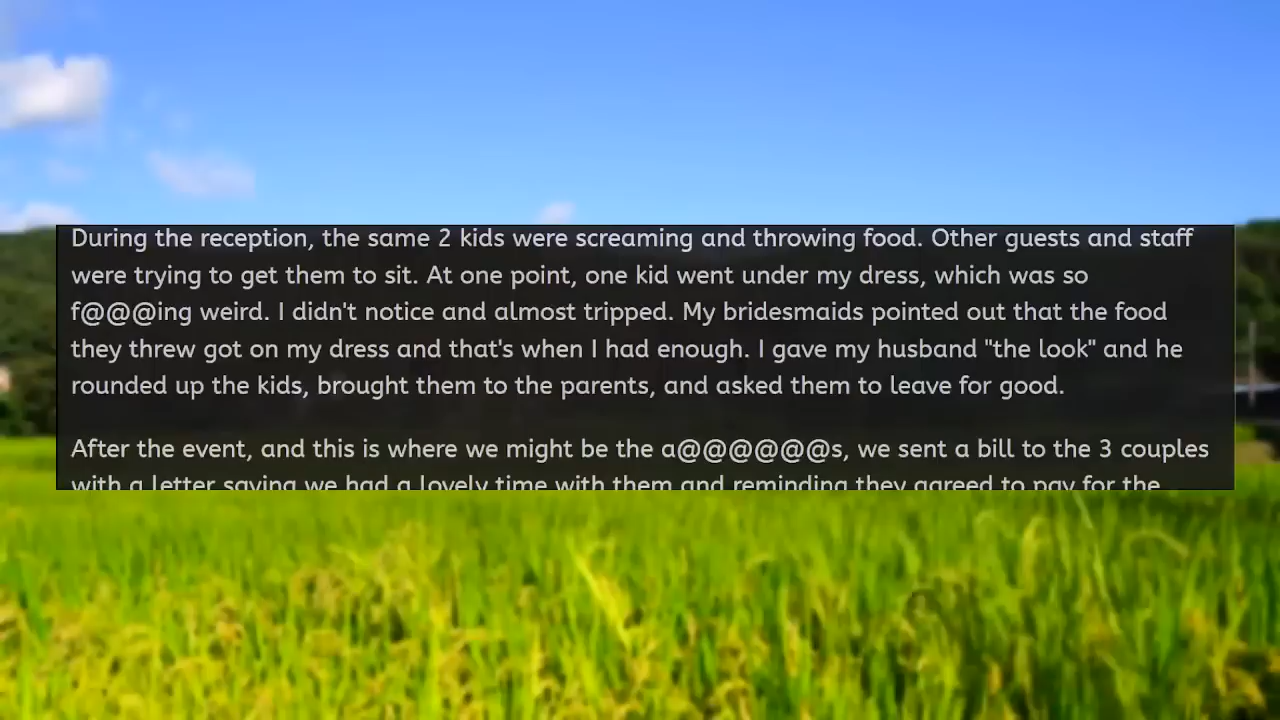 During the reception, the same 2 kids were screaming and throwing food. Other guests and staff
were trying to get them to sit. At one point, one kid went under my dress, which was so
f@@@ing weird. I didn't notice and almost tripped. My bridesmaids pointed out that the food
they threw got on my dress and that's when I had enough. I gave my husband "the look" and he
rounded up the kids, brought them to the parents, and asked them to leave for good.
After the event, and this is where we might be the a@@@@@@s, we sent a bill to the 3 couples
with a letter saying we had a lovely time with them and reminding they agreed to pay for the